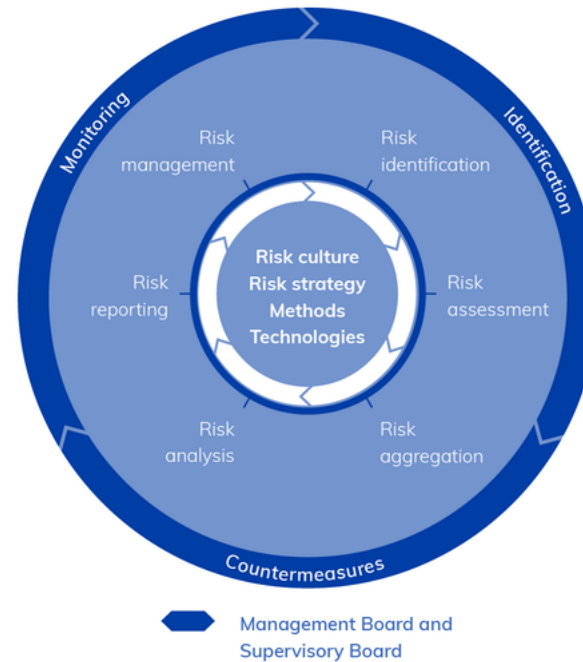 Monitoring
Identification
Risk
management
Risk
identification
Risk culture
Risk strategy
Methods
Technologies
Risk
reporting
Risk
assessment
Risk
analysis
Risk
aggregation
Countermeasures
Management Board and
Supervisory Board